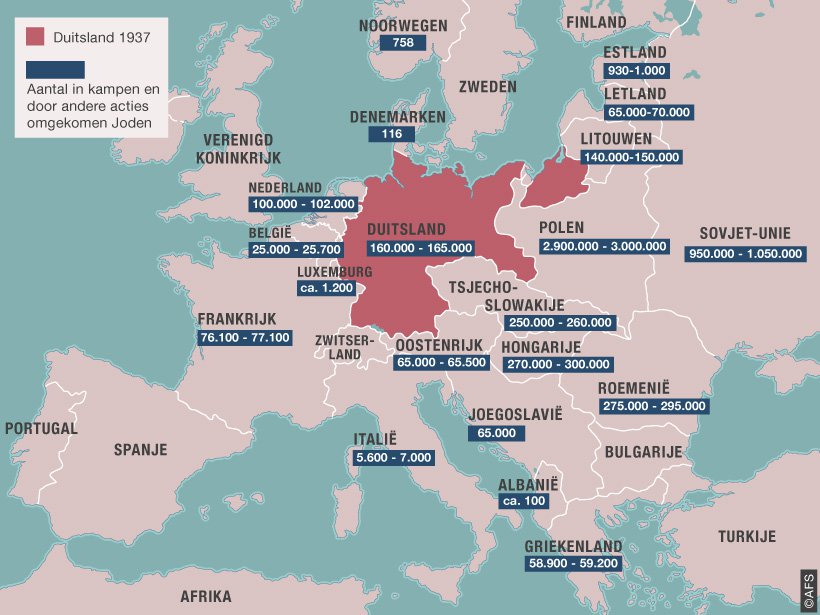 Duitsland 1937
Aantal in kampen en
door andere acties
omgekomen Joden
NOORWEGEN
758
FINLAND
ESTLAND
930-1.000
ZWEDEN
LETLAND
65.000-70.000
DENEMARKEN
116
LITOUWEN
140.000-150.000
VERENIGD
KONINKRIJK
NEDERLAND
100.000 - 102.000
BELGIË
25.000 - 25.700
DUITSLAND
160.000 - 165.000
POLEN
2.900.000 - 3.000.000
SOVJET-UNIE
950.000 - 1.050.000
LUXEMBURG
ca. 1.200
TSJECHO-
SLOWAKIJE
250.000 - 260.000
FRANKRIJK
76.100 - 77.100
ZWITSER-
LAND
OOSTENRIJK
65.000 - 65.500
HONGARIJE
270.000 - 300.000
ROEMENIË
275.000 - 295.000
JOEGOSLAVIË
65.000
PORTUGAL
SPANJE
ITALIË
5.600 - 7.000
BULGARIJE
ALBANIË
ca. 100
GRIEKENLAND
58.900 - 59.200
TURKIJE
AFRIKA
©AFS